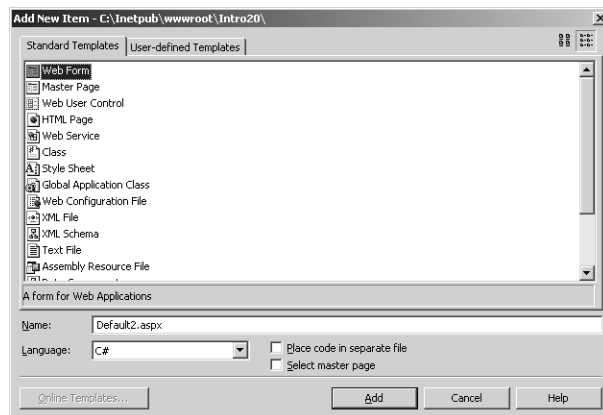 Add New Item - C:\Inetpub\wwwroot\Intro20\
Standard Templates User-defined Templates
Web Form
Master Page
Web User Control
HTML Page
Web Service
Class
Style Sheet
Global Application Class
Web Configuration File
XML File
XML Schema
Text File
Assembly Resource File
A form for Web Applications
Name: Default2.aspx
Language: C# Place code in separate file
Select master page
Online Templates... Add Cancel Help